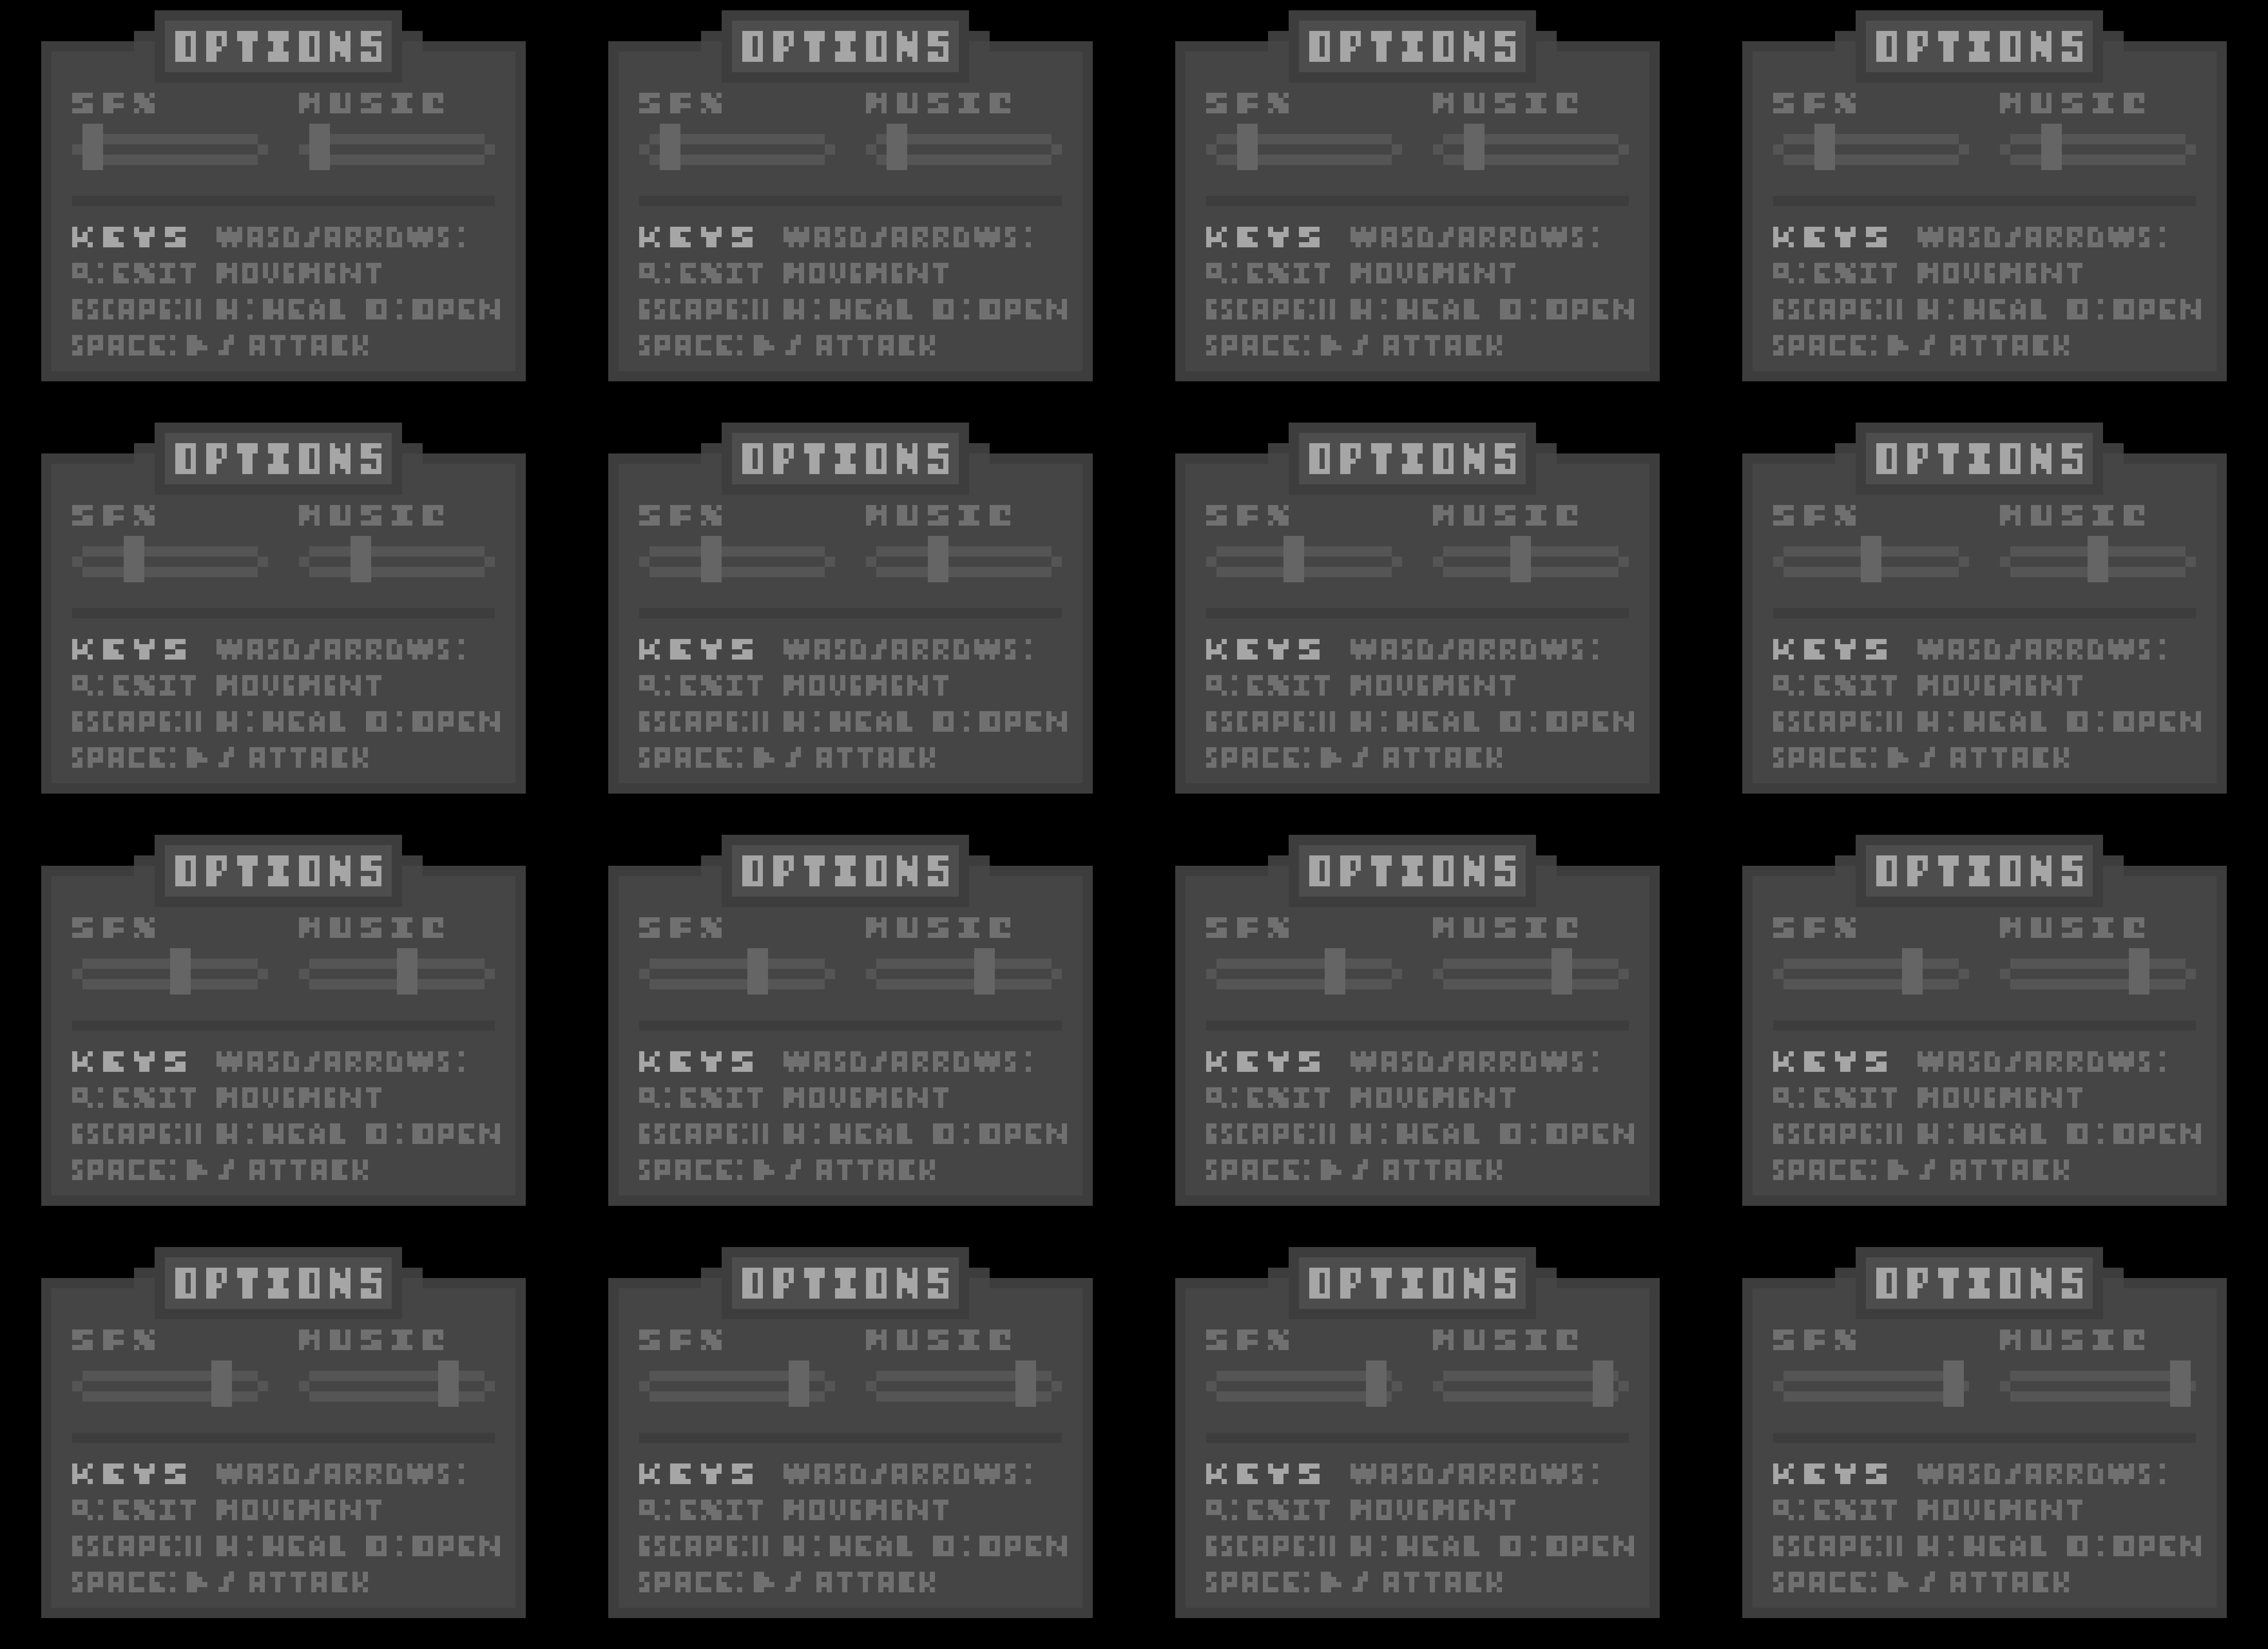 OPTIONS
SFX MUSIC
KEYS WASD/ARROWS:
Q:EXIT MOVEMENT
ESCAPE:II H:HEAL O:OPEN
SPACE:▶ / ATTACK
OPTIONS
SFX MUSIC
KEYS WASD/ARROWS:
Q:EXIT MOVEMENT
ESCAPE:II H:HEAL O:OPEN
SPACE:▶ / ATTACK
OPTIONS
SFX MUSIC
KEYS WASD/ARROWS:
Q:EXIT MOVEMENT
ESCAPE:II H:HEAL O:OPEN
SPACE:▶ / ATTACK
OPTIONS
SFX MUSIC
KEYS WASD/ARROWS:
Q:EXIT MOVEMENT
ESCAPE:II H:HEAL O:OPEN
SPACE:▶ / ATTACK
OPTIONS
SFX MUSIC
KEYS WASD/ARROWS:
Q:EXIT MOVEMENT
ESCAPE:II H:HEAL O:OPEN
SPACE:▶ / ATTACK
OPTIONS
SFX MUSIC
KEYS WASD/ARROWS:
Q:EXIT MOVEMENT
ESCAPE:II H:HEAL O:OPEN
SPACE:▶ / ATTACK
OPTIONS
SFX MUSIC
KEYS WASD/ARROWS:
Q:EXIT MOVEMENT
ESCAPE:II H:HEAL O:OPEN
SPACE:▶ / ATTACK
OPTIONS
SFX MUSIC
KEYS WASD/ARROWS:
Q:EXIT MOVEMENT
ESCAPE:II H:HEAL O:OPEN
SPACE:▶ / ATTACK
OPTIONS
SFX MUSIC
KEYS WASD/ARROWS:
Q:EXIT MOVEMENT
ESCAPE:II H:HEAL O:OPEN
SPACE:▶ / ATTACK
OPTIONS
SFX MUSIC
KEYS WASD/ARROWS:
Q:EXIT MOVEMENT
ESCAPE:II H:HEAL O:OPEN
SPACE:▶ / ATTACK
OPTIONS
SFX MUSIC
KEYS WASD/ARROWS:
Q:EXIT MOVEMENT
ESCAPE:II H:HEAL O:OPEN
SPACE:▶ / ATTACK
OPTIONS
SFX MUSIC
KEYS WASD/ARROWS:
Q:EXIT MOVEMENT
ESCAPE:II H:HEAL O:OPEN
SPACE:▶ / ATTACK
OPTIONS
SFX MUSIC
KEYS WASD/ARROWS:
Q:EXIT MOVEMENT
ESCAPE:II H:HEAL O:OPEN
SPACE:▶ / ATTACK
OPTIONS
SFX MUSIC
KEYS WASD/ARROWS:
Q:EXIT MOVEMENT
ESCAPE:II H:HEAL O:OPEN
SPACE:▶ / ATTACK
OPTIONS
SFX MUSIC
KEYS WASD/ARROWS:
Q:EXIT MOVEMENT
ESCAPE:II H:HEAL O:OPEN
SPACE:▶ / ATTACK
OPTIONS
SFX MUSIC
KEYS WASD/ARROWS:
Q:EXIT MOVEMENT
ESCAPE:II H:HEAL O:OPEN
SPACE:▶ / ATTACK